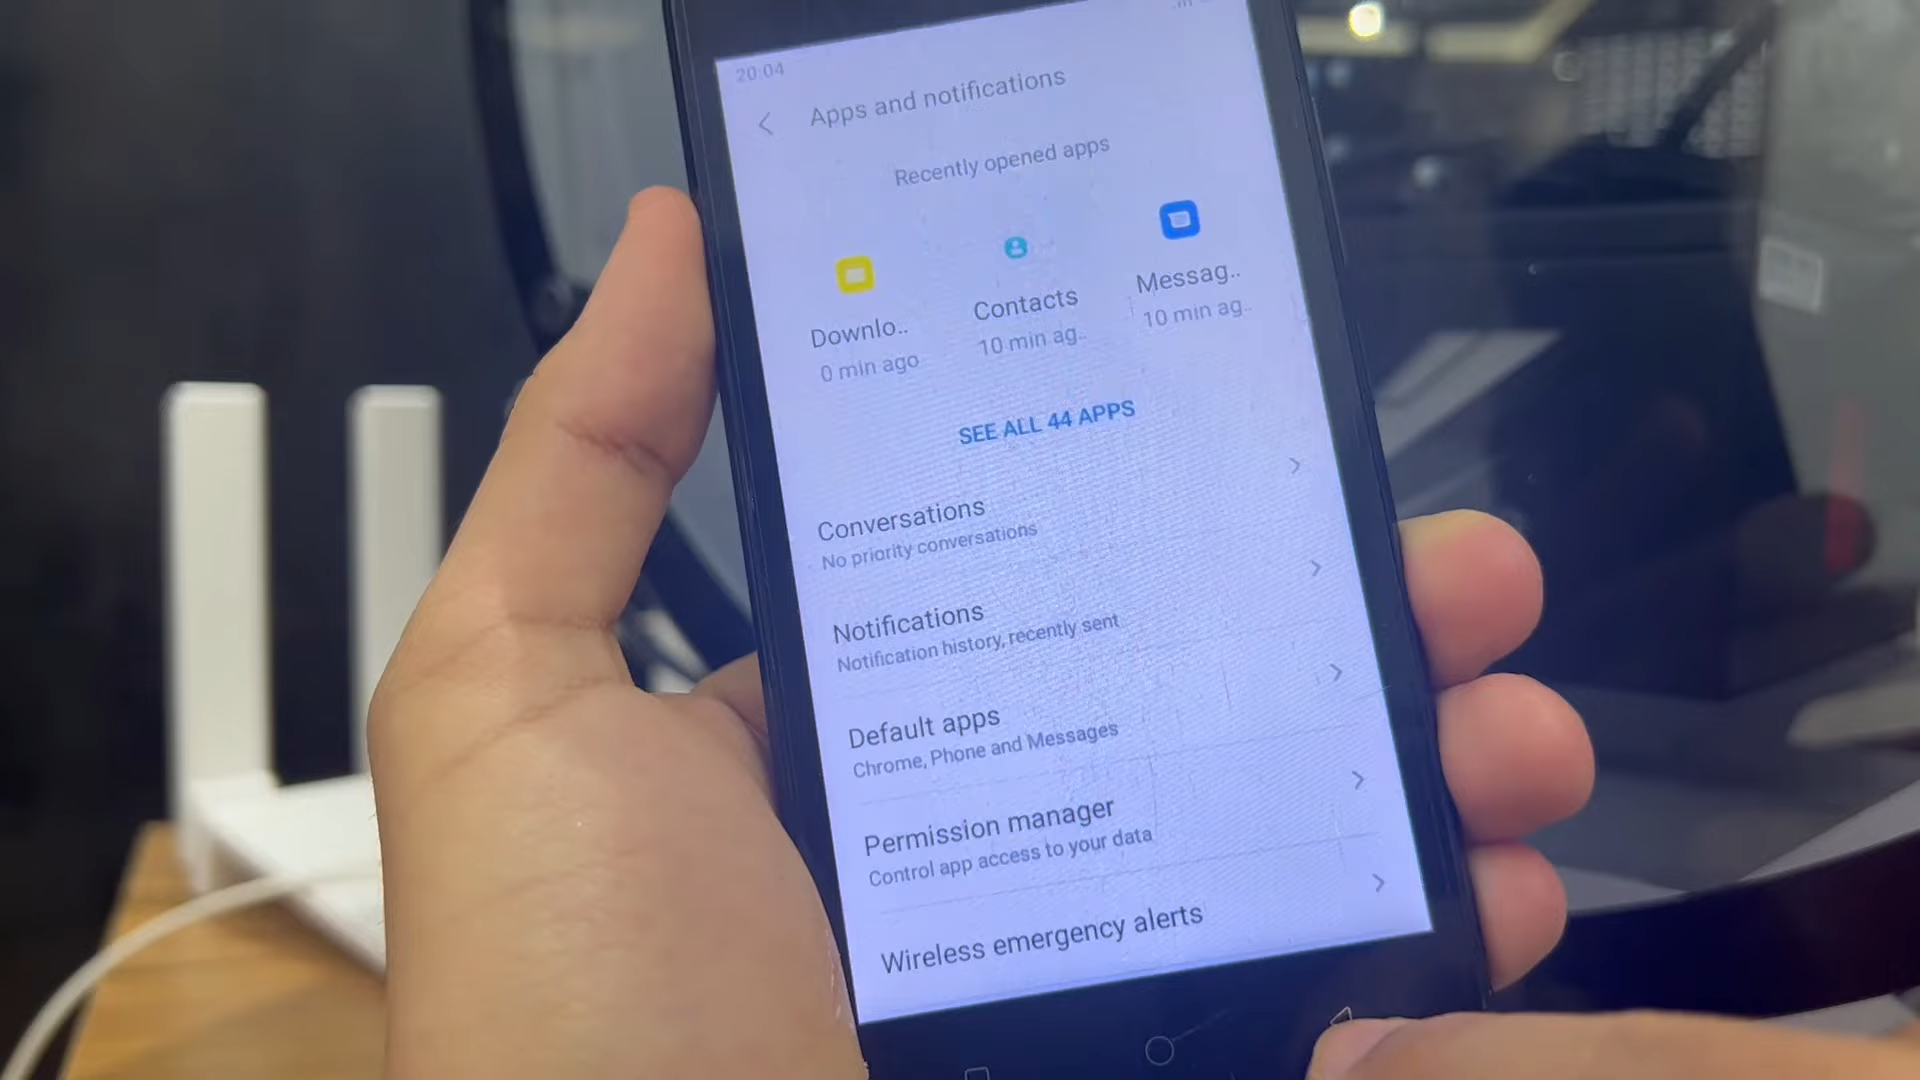 20:04
Apps and notifications
Recently opened apps
Downlo..
0 min ago
Contacts
10 min ag..
Messag..
10 min ag..
SEE ALL 44 APPS
Conversations
No priority conversations
Notifications
Notification history, recently sent
Default apps
Chrome, Phone and Messages
Permission manager
Control app access to your data
Wireless emergency alerts